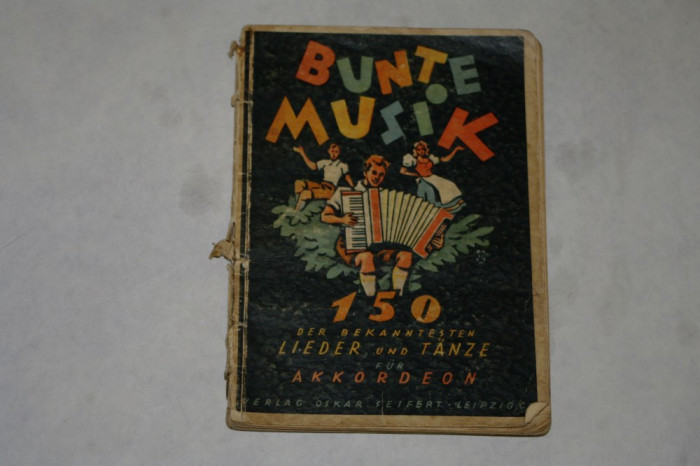 BUNTE
MUSiK
150
DER BEKANNTESTEN
LIEDER UND TÄNZE
FÜR
AKKORDEON
VERLAG OSKAR SEIFERT · LEIPZIG